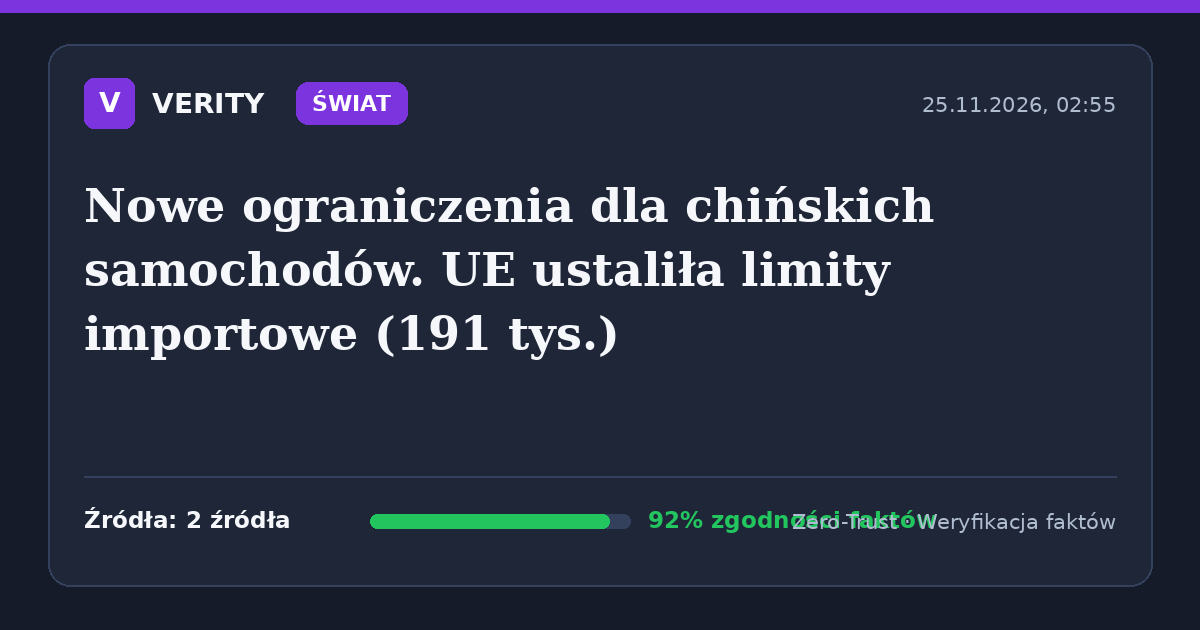 V VERITY ŚWIAT 25.11.2026, 02:55
Nowe ograniczenia dla chińskich
samochodów. UE ustaliła limity
importowe (191 tys.)
Źródła: 2 źródła 92% zgodności faktów Zero-Trust · Weryfikacja faktów